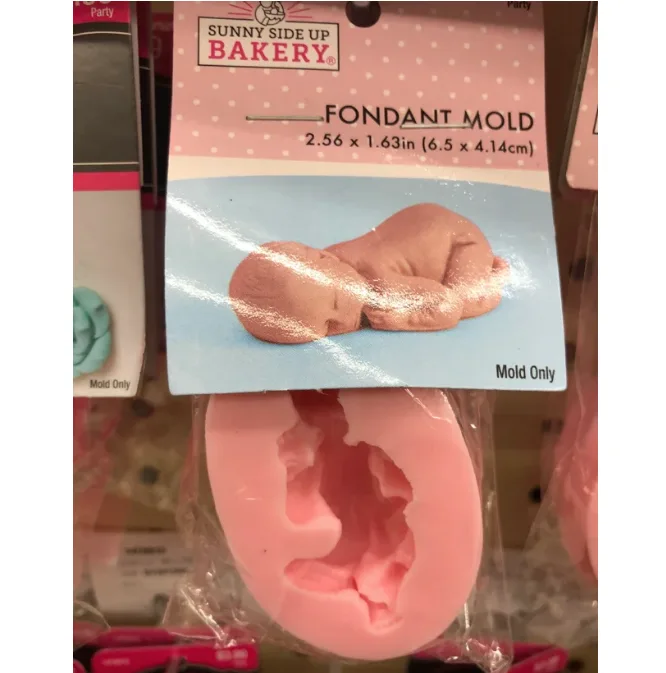 Party
Party
SUNNY SIDE UP
BAKERY®
FONDANT MOLD
2.56 x 1.63in (6.5 x 4.14cm)
Mold Only
Mold Only